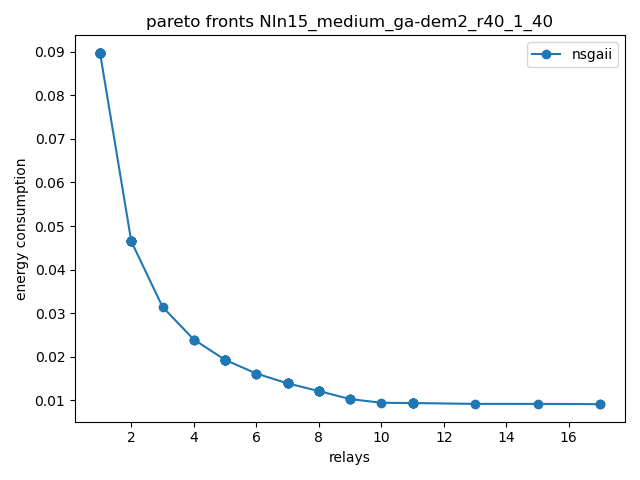 pareto fronts NIn15_medium_ga-dem2_r40_1_40
nsgaii
energy consumption
0.09
0.08
0.07
0.06
0.05
0.04
0.03
0.02
0.01
2 4 6 8 10 12 14 16
relays